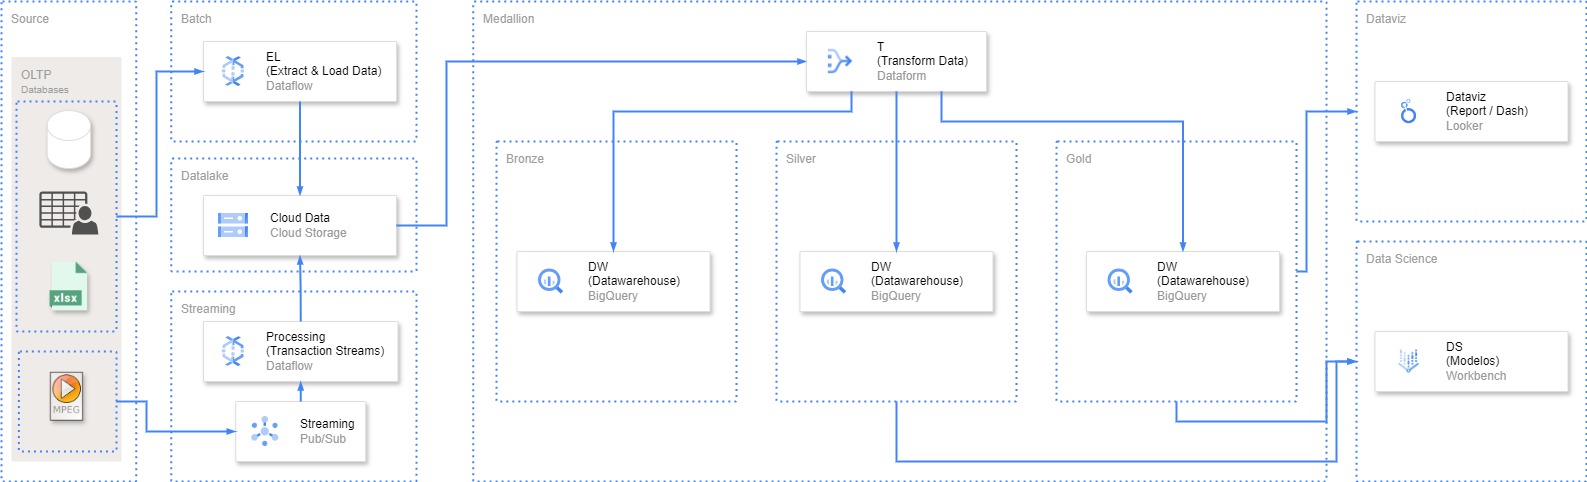 Source
OLTP
Databases
xlsx
MPEG
Batch
EL
(Extract & Load Data)
Dataflow
Datalake
Cloud Data
Cloud Storage
Streaming
Processing
(Transaction Streams)
Dataflow
Streaming
Pub/Sub
Medallion
T
(Transform Data)
Dataform
Bronze
DW
(Datawarehouse)
BigQuery
Silver
DW
(Datawarehouse)
BigQuery
Gold
DW
(Datawarehouse)
BigQuery
Dataviz
Dataviz
(Report / Dash)
Looker
Data Science
DS
(Modelos)
Workbench